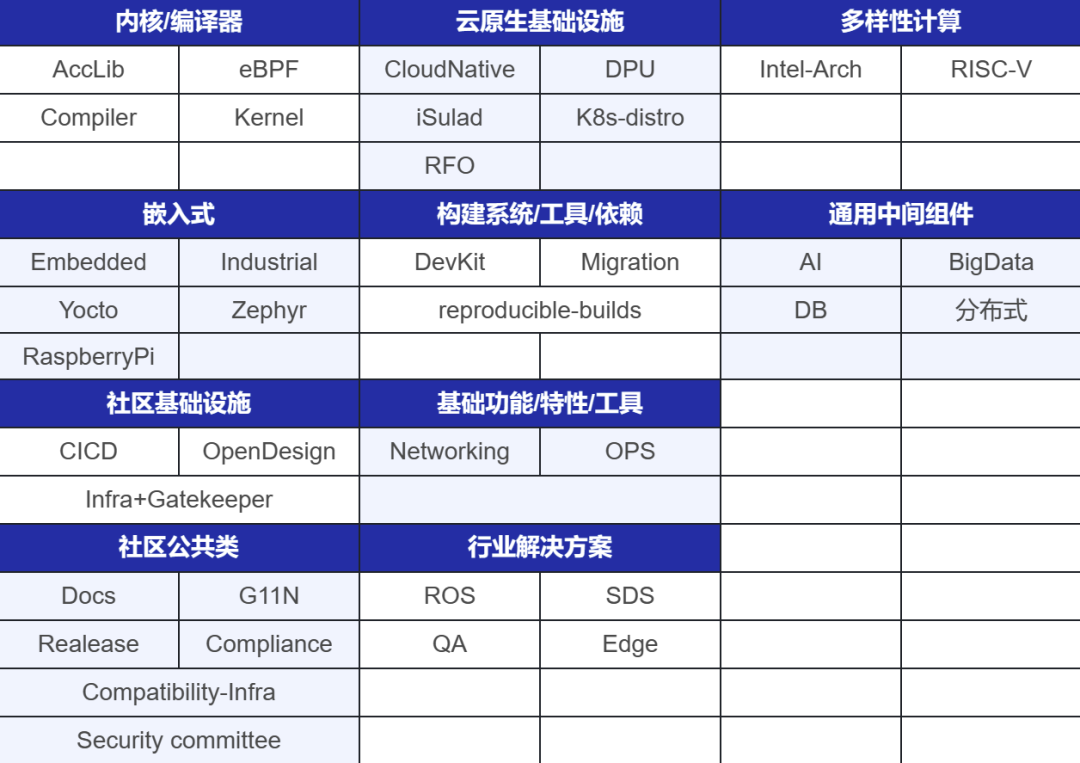 内核/编译器 云原生基础设施 多样性计算
AccLib eBPF CloudNative DPU Intel-Arch RISC-V
Compiler Kernel iSulad K8s-distro
RFO
嵌入式 构建系统/工具/依赖 通用中间组件
Embedded Industrial DevKit Migration AI BigData
Yocto Zephyr reproducible-builds DB 分布式
RaspberryPi
社区基础设施 基础功能/特性/工具
CICD OpenDesign Networking OPS
Infra+Gatekeeper
社区公共类 行业解决方案
Docs G11N ROS SDS
Realease Compliance QA Edge
Compatibility-Infra
Security committee